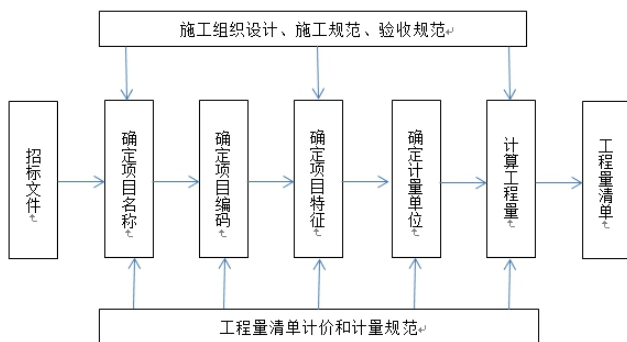 施工组织设计、施工规范、验收规范
招标文件
确定项目名称
确定项目编码
确定项目特征
确定计量单位
计算工程量
工程量清单
工程量清单计价和计量规范